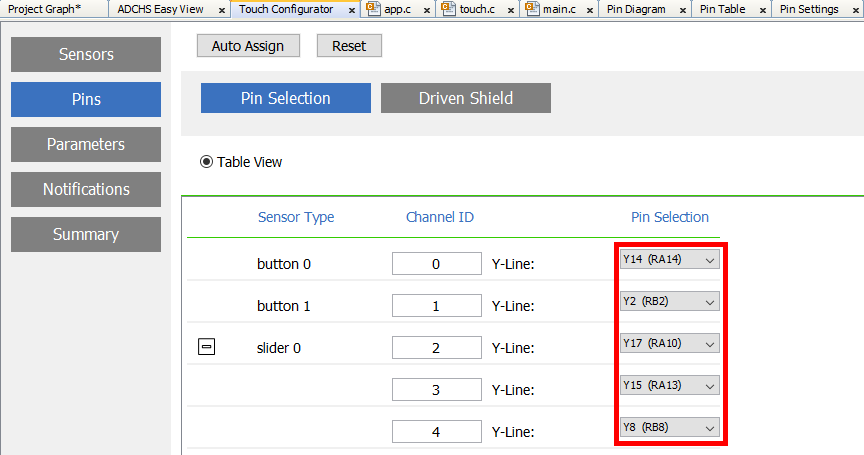 Project Graph* ADCHS Easy View x Touch Configurator x app.c x touch.c x main.c x Pin Diagram x Pin Table x Pin Settings x
Auto Assign Reset
Sensors
Pins
Parameters
Notifications
Summary
Pin Selection Driven Shield
Table View
Sensor Type Channel ID Pin Selection
button 0 0 Y-Line: Y14 (RA14)
button 1 1 Y-Line: Y2 (RB2)
slider 0 2 Y-Line: Y17 (RA10)
3 Y-Line: Y15 (RA13)
4 Y-Line: Y8 (RB8)